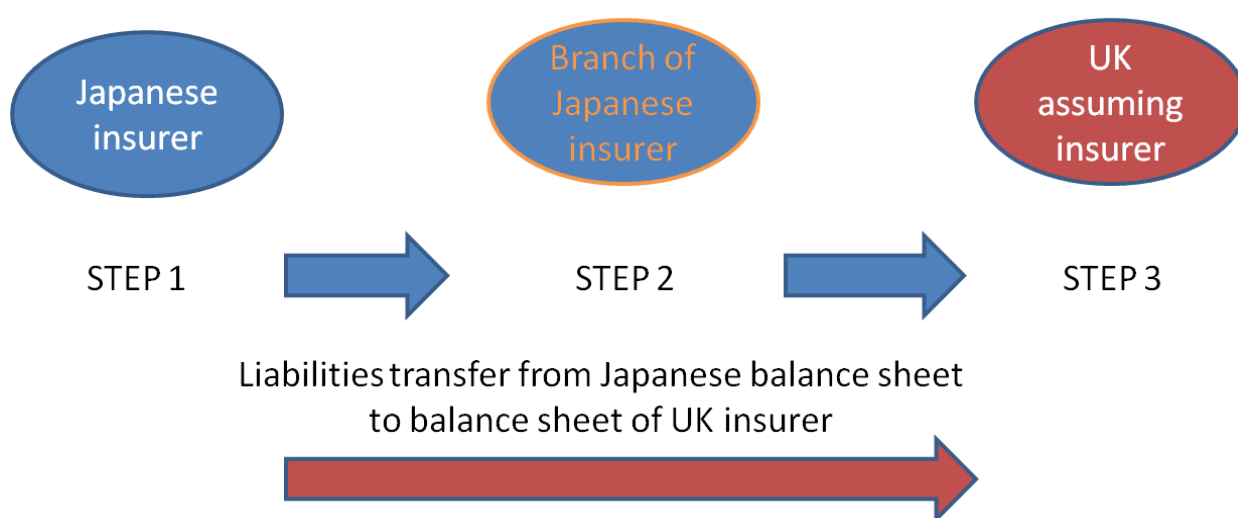 Japanese
insurer
Branch of
Japanese
insurer
UK
assuming
insurer
STEP 1
STEP 2
STEP 3
Liabilities transfer from Japanese balance sheet
to balance sheet of UK insurer